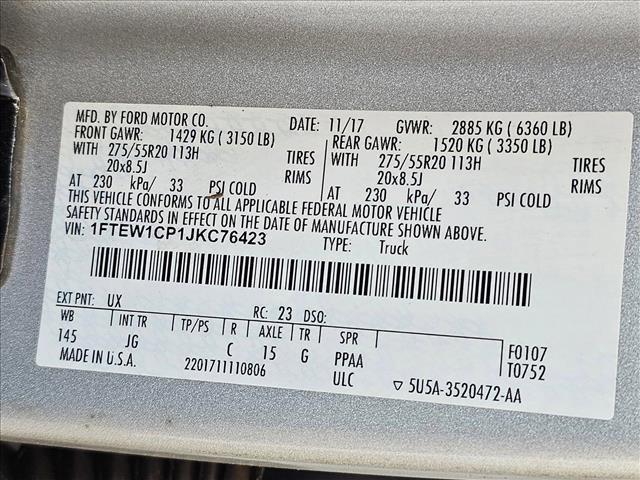 MFD. BY FORD MOTOR CO. DATE: 11/17 GVWR: 2885 KG ( 6360 LB)
FRONT GAWR: 1429 KG ( 3150 LB) REAR GAWR: 1520 KG ( 3350 LB)
WITH 275/55R20 113H TIRES WITH 275/55R20 113H TIRES
20x8.5J RIMS 20x8.5J RIMS
AT 230 kPa/ 33 PSI COLD AT 230 kPa/ 33 PSI COLD
THIS VEHICLE CONFORMS TO ALL APPLICABLE FEDERAL MOTOR VEHICLE
SAFETY STANDARDS IN EFFECT ON THE DATE OF MANUFACTURE SHOWN ABOVE.
VIN: 1FTEW1CP1JKC76423 TYPE: Truck
EXT PNT: UX RC: 23 DSO:
WB INT TR TP/PS R AXLE TR SPR F0107
145 JG C 15 G PPAA T0752
MADE IN U.S.A. 2201711110806 ULC ▽ 5U5A-3520472-AA